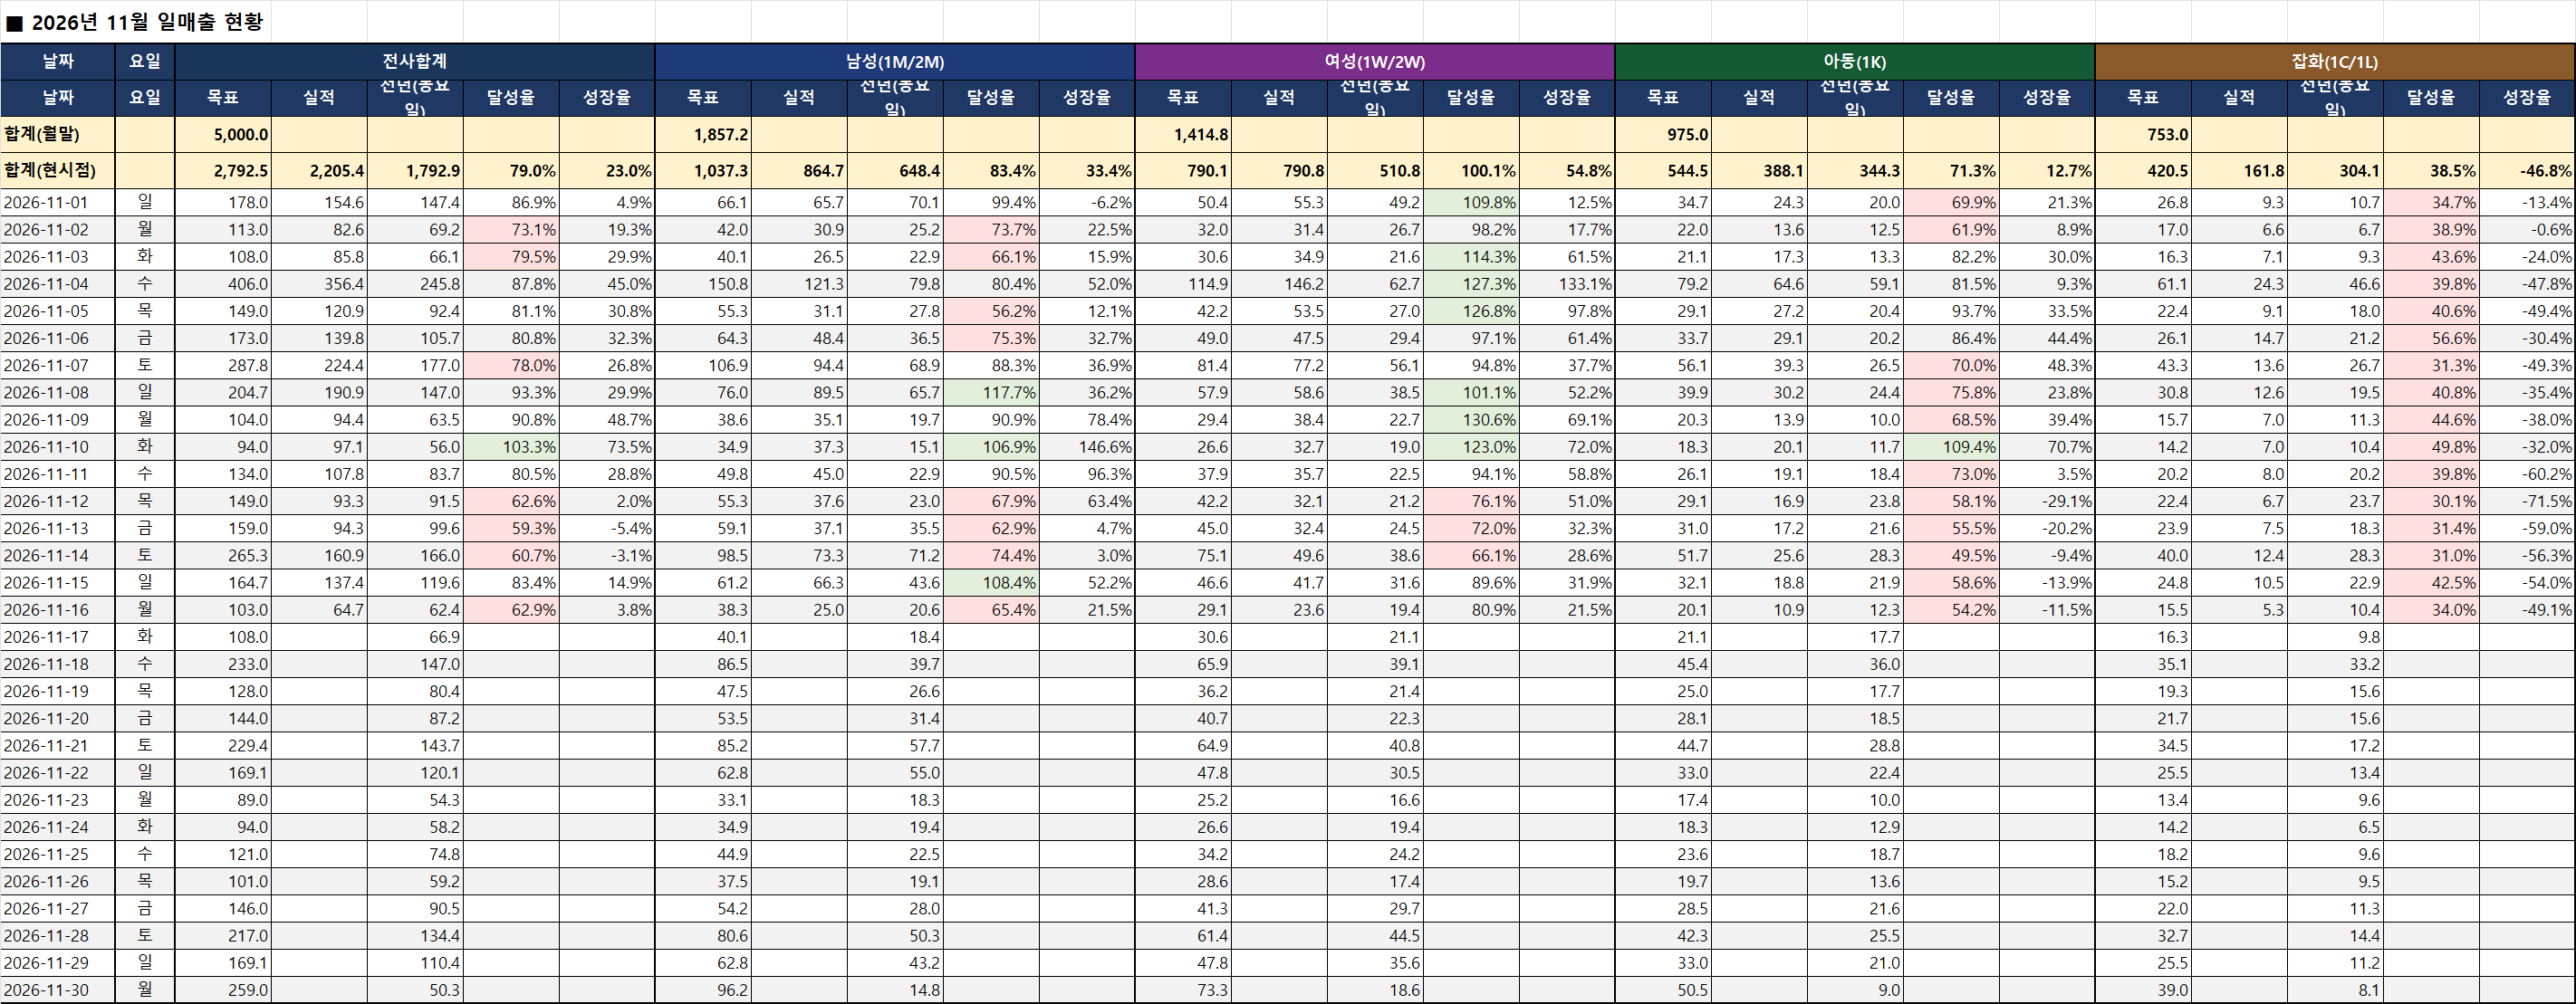 ■ 2026년 11월 일매출 현황
날짜 요일 전사합계 남성(1M/2M) 여성(1W/2W) 아동(1K) 잡화(1C/1L)
날짜 요일 목표 실적 전년(동요일) 달성율 성장율 목표 실적 전년(동요일) 달성율 성장율 목표 실적 전년(동요일) 달성율 성장율 목표 실적 전년(동요일) 달성율 성장율 목표 실적 전년(동요일) 달성율 성장율
합계(월말) 5,000.0 1,857.2 1,414.8 975.0 753.0
합계(현시점) 2,792.5 2,205.4 1,792.9 79.0% 23.0% 1,037.3 864.7 648.4 83.4% 33.4% 790.1 790.8 510.8 100.1% 54.8% 544.5 388.1 344.3 71.3% 12.7% 420.5 161.8 304.1 38.5% -46.8%
2026-11-01 일 178.0 154.6 147.4 86.9% 4.9% 66.1 65.7 70.1 99.4% -6.2% 50.4 55.3 49.2 109.8% 12.5% 34.7 24.3 20.0 69.9% 21.3% 26.8 9.3 10.7 34.7% -13.4%
2026-11-02 월 113.0 82.6 69.2 73.1% 19.3% 42.0 30.9 25.2 73.7% 22.5% 32.0 31.4 26.7 98.2% 17.7% 22.0 13.6 12.5 61.9% 8.9% 17.0 6.6 6.7 38.9% -0.6%
2026-11-03 화 108.0 85.8 66.1 79.5% 29.9% 40.1 26.5 22.9 66.1% 15.9% 30.6 34.9 21.6 114.3% 61.5% 21.1 17.3 13.3 82.2% 30.0% 16.3 7.1 9.3 43.6% -24.0%
2026-11-04 수 406.0 356.4 245.8 87.8% 45.0% 150.8 121.3 79.8 80.4% 52.0% 114.9 146.2 62.7 127.3% 133.1% 79.2 64.6 59.1 81.5% 9.3% 61.1 24.3 46.6 39.8% -47.8%
2026-11-05 목 149.0 120.9 92.4 81.1% 30.8% 55.3 31.1 27.8 56.2% 12.1% 42.2 53.5 27.0 126.8% 97.8% 29.1 27.2 20.4 93.7% 33.5% 22.4 9.1 18.0 40.6% -49.4%
2026-11-06 금 173.0 139.8 105.7 80.8% 32.3% 64.3 48.4 36.5 75.3% 32.7% 49.0 47.5 29.4 97.1% 61.4% 33.7 29.1 20.2 86.4% 44.4% 26.1 14.7 21.2 56.6% -30.4%
2026-11-07 토 287.8 224.4 177.0 78.0% 26.8% 106.9 94.4 68.9 88.3% 36.9% 81.4 77.2 56.1 94.8% 37.7% 56.1 39.3 26.5 70.0% 48.3% 43.3 13.6 26.7 31.3% -49.3%
2026-11-08 일 204.7 190.9 147.0 93.3% 29.9% 76.0 89.5 65.7 117.7% 36.2% 57.9 58.6 38.5 101.1% 52.2% 39.9 30.2 24.4 75.8% 23.8% 30.8 12.6 19.5 40.8% -35.4%
2026-11-09 월 104.0 94.4 63.5 90.8% 48.7% 38.6 35.1 19.7 90.9% 78.4% 29.4 38.4 22.7 130.6% 69.1% 20.3 13.9 10.0 68.5% 39.4% 15.7 7.0 11.3 44.6% -38.0%
2026-11-10 화 94.0 97.1 56.0 103.3% 73.5% 34.9 37.3 15.1 106.9% 146.6% 26.6 32.7 19.0 123.0% 72.0% 18.3 20.1 11.7 109.4% 70.7% 14.2 7.0 10.4 49.8% -32.0%
2026-11-11 수 134.0 107.8 83.7 80.5% 28.8% 49.8 45.0 22.9 90.5% 96.3% 37.9 35.7 22.5 94.1% 58.8% 26.1 19.1 18.4 73.0% 3.5% 20.2 8.0 20.2 39.8% -60.2%
2026-11-12 목 149.0 93.3 91.5 62.6% 2.0% 55.3 37.6 23.0 67.9% 63.4% 42.2 32.1 21.2 76.1% 51.0% 29.1 16.9 23.8 58.1% -29.1% 22.4 6.7 23.7 30.1% -71.5%
2026-11-13 금 159.0 94.3 99.6 59.3% -5.4% 59.1 37.1 35.5 62.9% 4.7% 45.0 32.4 24.5 72.0% 32.3% 31.0 17.2 21.6 55.5% -20.2% 23.9 7.5 18.3 31.4% -59.0%
2026-11-14 토 265.3 160.9 166.0 60.7% -3.1% 98.5 73.3 71.2 74.4% 3.0% 75.1 49.6 38.6 66.1% 28.6% 51.7 25.6 28.3 49.5% -9.4% 40.0 12.4 28.3 31.0% -56.3%
2026-11-15 일 164.7 137.4 119.6 83.4% 14.9% 61.2 66.3 43.6 108.4% 52.2% 46.6 41.7 31.6 89.6% 31.9% 32.1 18.8 21.9 58.6% -13.9% 24.8 10.5 22.9 42.5% -54.0%
2026-11-16 월 103.0 64.7 62.4 62.9% 3.8% 38.3 25.0 20.6 65.4% 21.5% 29.1 23.6 19.4 80.9% 21.5% 20.1 10.9 12.3 54.2% -11.5% 15.5 5.3 10.4 34.0% -49.1%
2026-11-17 화 108.0 66.9 40.1 18.4 30.6 21.1 21.1 17.7 16.3 9.8
2026-11-18 수 233.0 147.0 86.5 39.7 65.9 39.1 45.4 36.0 35.1 33.2
2026-11-19 목 128.0 80.4 47.5 26.6 36.2 21.4 25.0 17.7 19.3 15.6
2026-11-20 금 144.0 87.2 53.5 31.4 40.7 22.3 28.1 18.5 21.7 15.6
2026-11-21 토 229.4 143.7 85.2 57.7 64.9 40.8 44.7 28.8 34.5 17.2
2026-11-22 일 169.1 120.1 62.8 55.0 47.8 30.5 33.0 22.4 25.5 13.4
2026-11-23 월 89.0 54.3 33.1 18.3 25.2 16.6 17.4 10.0 13.4 9.6
2026-11-24 화 94.0 58.2 34.9 19.4 26.6 19.4 18.3 12.9 14.2 6.5
2026-11-25 수 121.0 74.8 44.9 22.5 34.2 24.2 23.6 18.7 18.2 9.6
2026-11-26 목 101.0 59.2 37.5 19.1 28.6 17.4 19.7 13.6 15.2 9.5
2026-11-27 금 146.0 90.5 54.2 28.0 41.3 29.7 28.5 21.6 22.0 11.3
2026-11-28 토 217.0 134.4 80.6 50.3 61.4 44.5 42.3 25.5 32.7 14.4
2026-11-29 일 169.1 110.4 62.8 43.2 47.8 35.6 33.0 21.0 25.5 11.2
2026-11-30 월 259.0 50.3 96.2 14.8 73.3 18.6 50.5 9.0 39.0 8.1